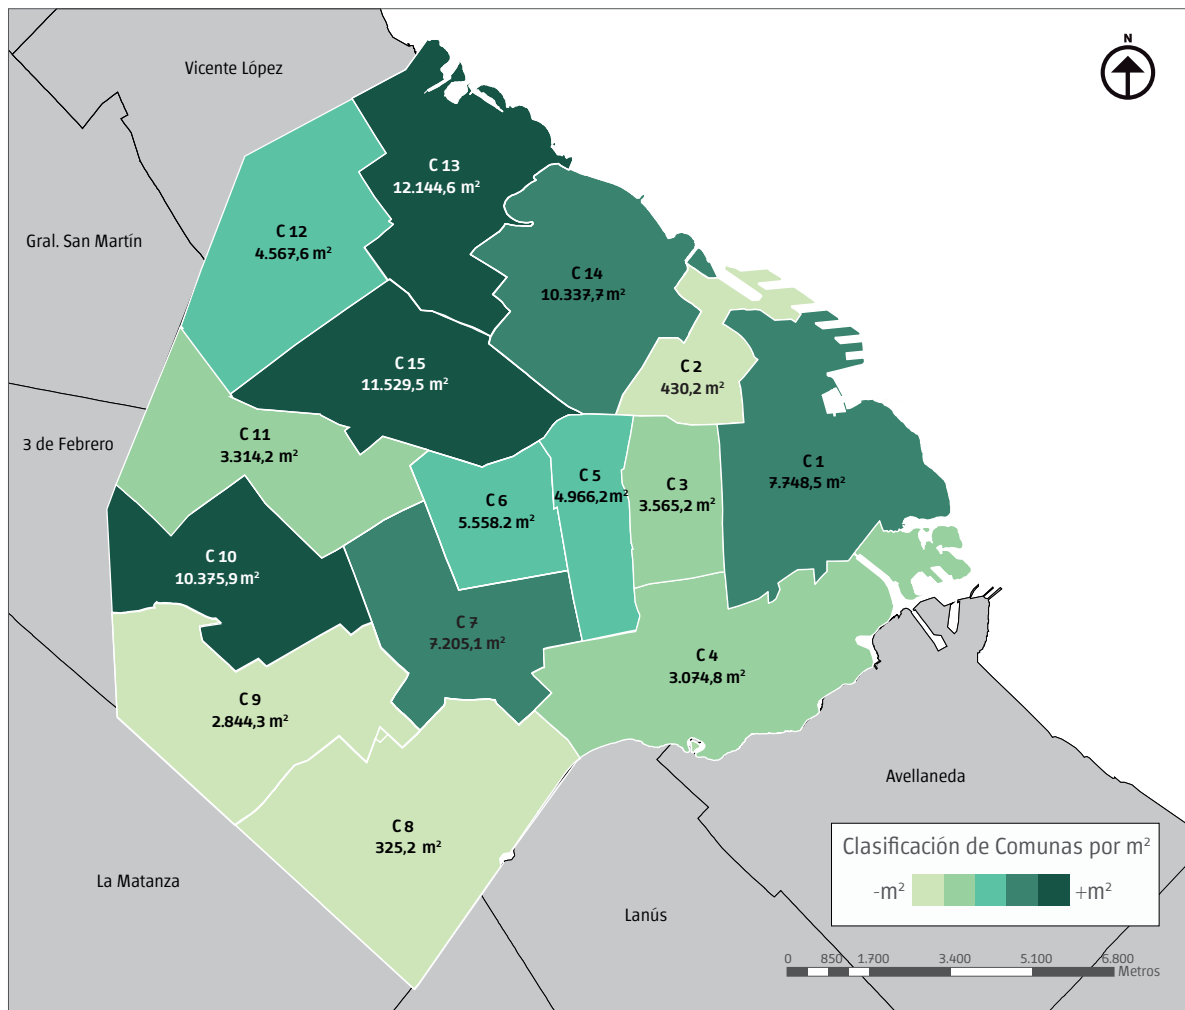 N
Vicente López
C 13
12.144,6 m²
C 12
4.567,6 m²
Gral. San Martín
C 14
10.337,7 m²
C 15
11.529,5 m²
C 2
430,2 m²
3 de Febrero
C 11
3.314,2 m²
C 1
7.748,5 m²
C 5
4.966,2 m²
C 3
3.565,2 m²
C 6
5.558.2 m²
C 10
10.375,9 m²
C 7
7.205,1 m²
C 4
3.074,8 m²
C 9
2.844,3 m²
Avellaneda
C 8
325,2 m²
La Matanza
Lanús
Clasificación de Comunas por m²
-m² +m²
0 850 1.700 3.400 5.100 6.800
Metros